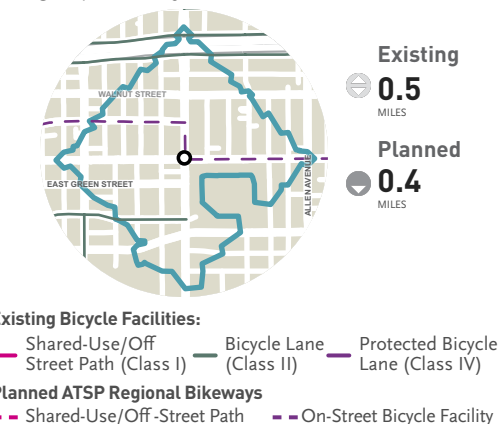 Existing
0.5
MILES
Planned
0.4
MILES
WALNUT STREET
EAST GREEN STREET
ALLEN AVENUE
xisting Bicycle Facilities:
Shared-Use/Off
Street Path (Class I)
Bicycle Lane
(Class II)
Protected Bicycle
Lane (Class IV)
Planned ATSP Regional Bikeways
Shared-Use/Off -Street Path
On-Street Bicycle Facility